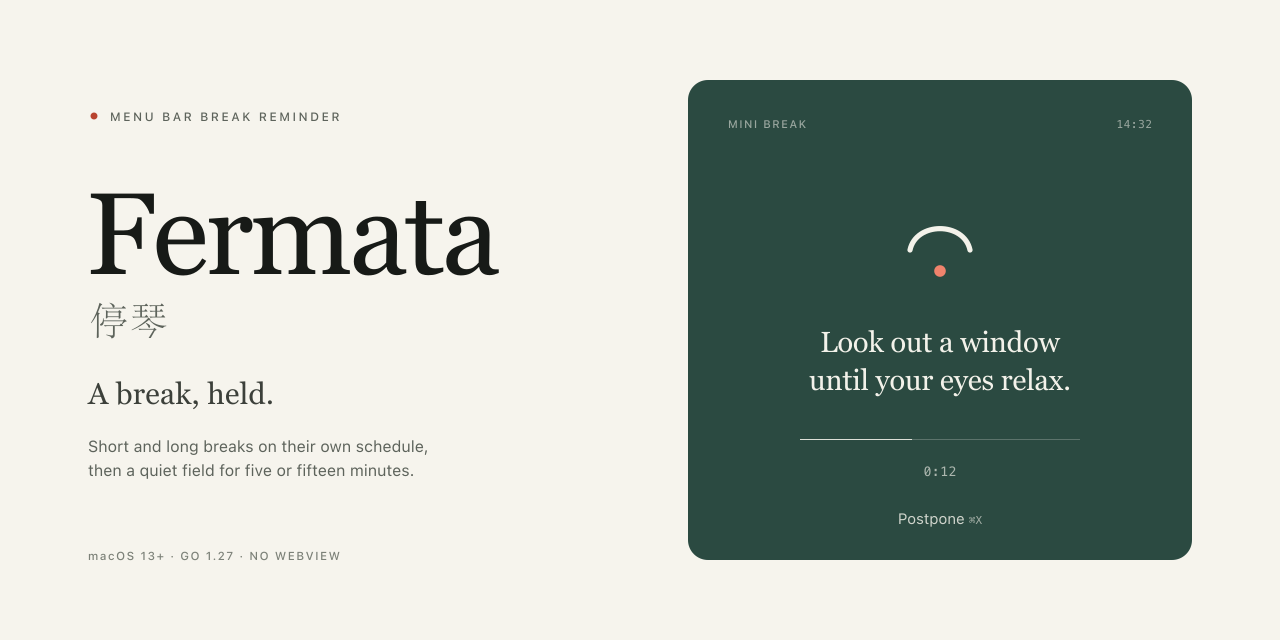 MENU BAR BREAK REMINDER
Fermata
停琴
A break, held.
Short and long breaks on their own schedule,
then a quiet field for five or fifteen minutes.
macOS 13+ · GO 1.27 · NO WEBVIEW
MINI BREAK
14:32
Look out a window
until your eyes relax.
0:12
Postpone ⌘X